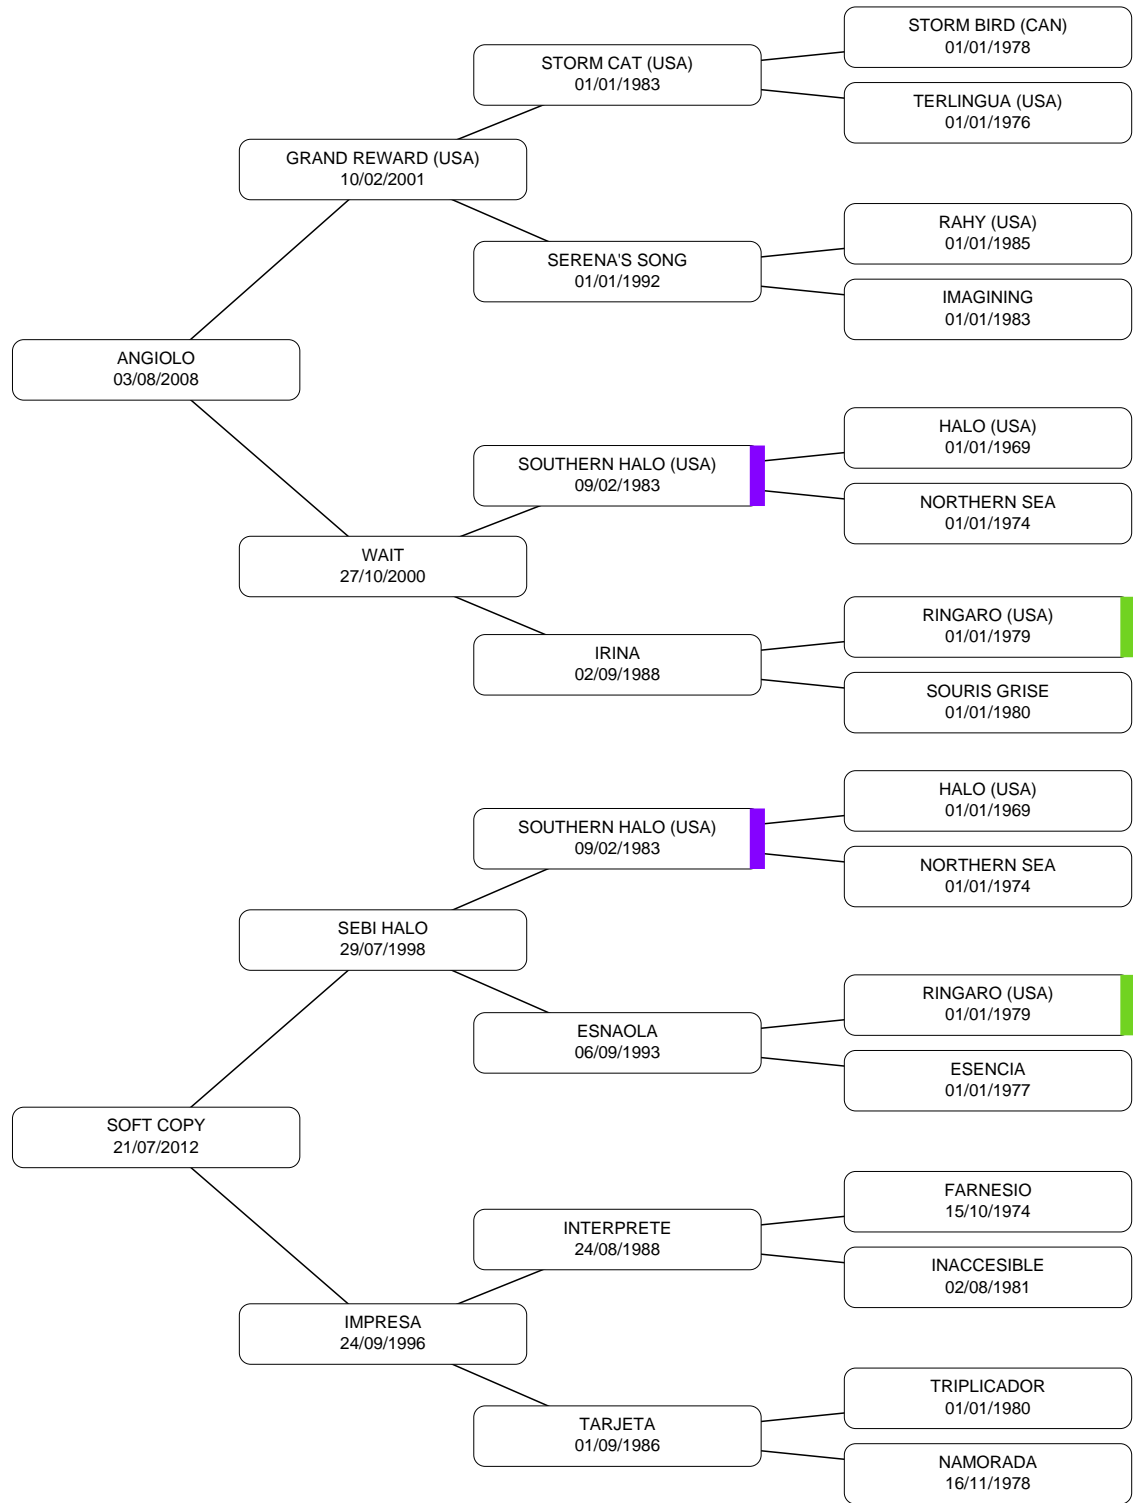 STORM BIRD (CAN)
01/01/1978
STORM CAT (USA)
01/01/1983
TERLINGUA (USA)
01/01/1976
GRAND REWARD (USA)
10/02/2001
RAHY (USA)
01/01/1985
SERENA'S SONG
01/01/1992
IMAGINING
01/01/1983
ANGIOLO
03/08/2008
HALO (USA)
01/01/1969
SOUTHERN HALO (USA)
09/02/1983
NORTHERN SEA
01/01/1974
WAIT
27/10/2000
RINGARO (USA)
01/01/1979
IRINA
02/09/1988
SOURIS GRISE
01/01/1980
HALO (USA)
01/01/1969
SOUTHERN HALO (USA)
09/02/1983
NORTHERN SEA
01/01/1974
SEBI HALO
29/07/1998
RINGARO (USA)
01/01/1979
ESNAOLA
06/09/1993
ESENCIA
01/01/1977
SOFT COPY
21/07/2012
FARNESIO
15/10/1974
INTERPRETE
24/08/1988
INACCESIBLE
02/08/1981
IMPRESA
24/09/1996
TRIPLICADOR
01/01/1980
TARJETA
01/09/1986
NAMORADA
16/11/1978